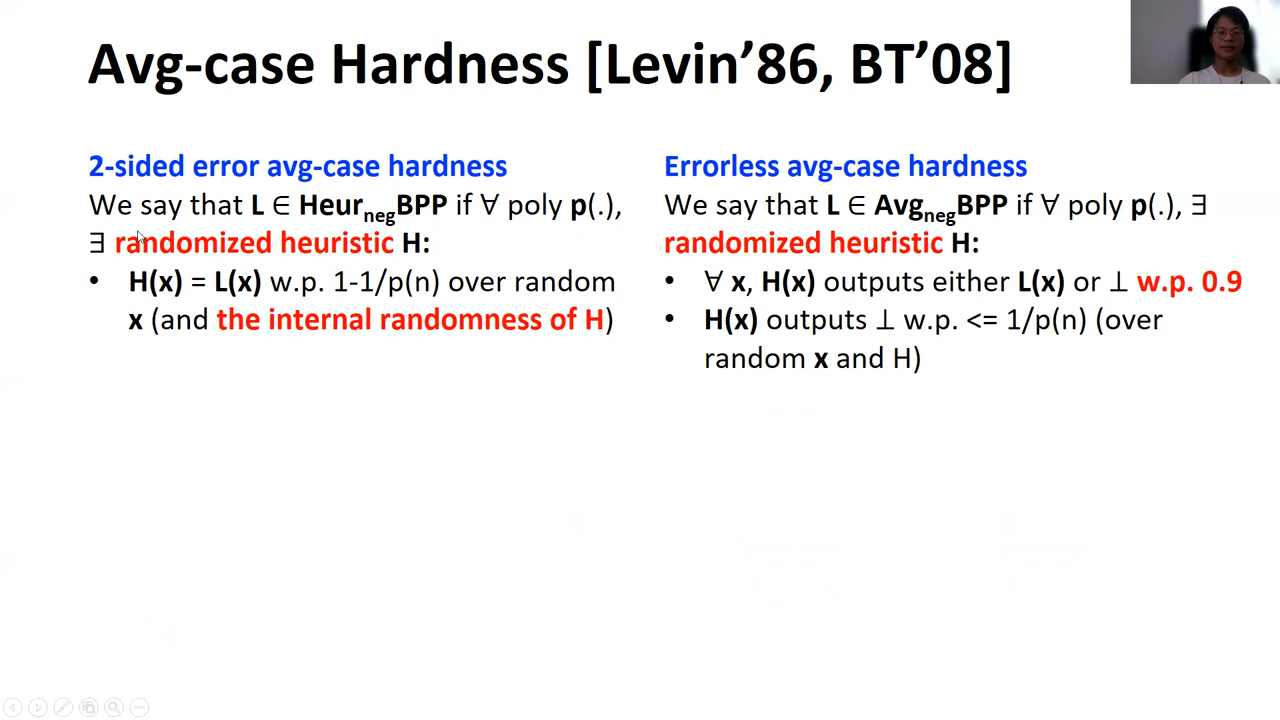 Avg-case Hardness [Levin’86, BT’08]
2-sided error avg-case hardness
We say that L ∈ Heur_negBPP if ∀ poly p(.),
∃ randomized heuristic H:
• H(x) = L(x) w.p. 1-1/p(n) over random
x (and the internal randomness of H)
Errorless avg-case hardness
We say that L ∈ Avg_negBPP if ∀ poly p(.), ∃
randomized heuristic H:
• ∀ x, H(x) outputs either L(x) or ⊥ w.p. 0.9
• H(x) outputs ⊥ w.p. <= 1/p(n) (over
random x and H)